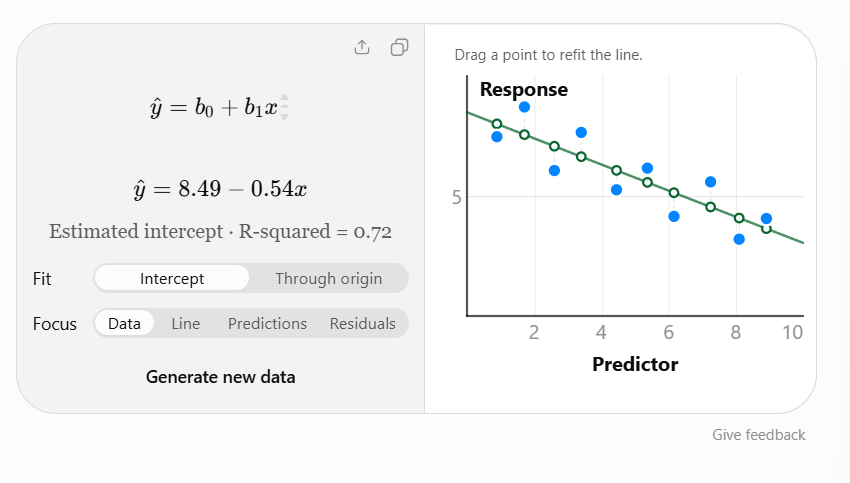 ŷ = b₀ + b₁x
ŷ = 8.49 − 0.54x
Estimated intercept · R-squared = 0.72
Fit
Intercept
Through origin
Focus
Data
Line
Predictions
Residuals
Generate new data
Drag a point to refit the line.
Response
5
2 4 6 8 10
Predictor
Give feedback